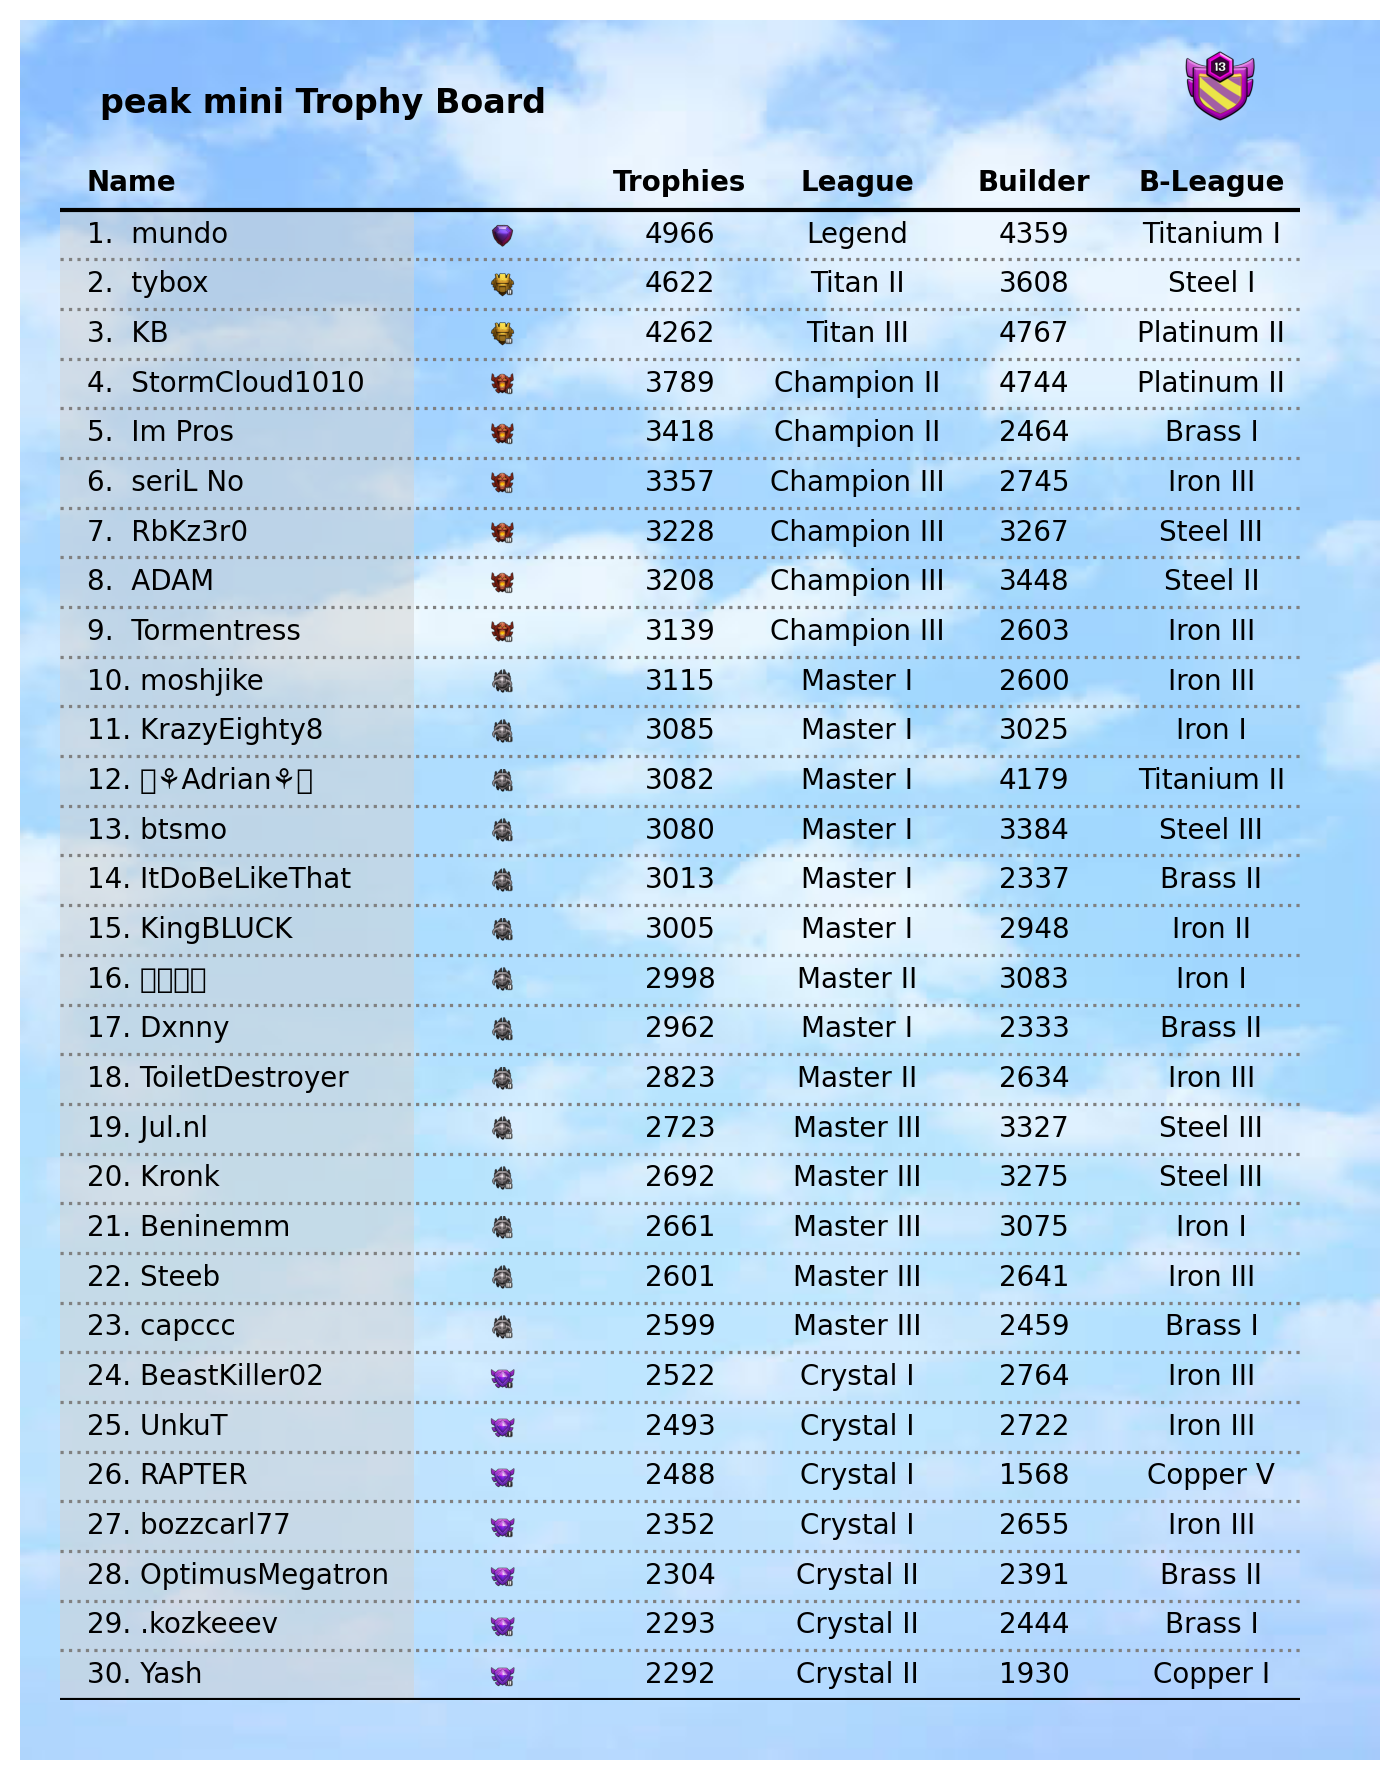 peak mini Trophy Board
13
Name Trophies League Builder B-League
1. mundo 4966 Legend 4359 Titanium I
2. tybox 4622 Titan II 3608 Steel I
3. KB 4262 Titan III 4767 Platinum II
4. StormCloud1010 3789 Champion II 4744 Platinum II
5. Im Pros 3418 Champion II 2464 Brass I
6. seriL No 3357 Champion III 2745 Iron III
7. RbKz3r0 3228 Champion III 3267 Steel III
8. ADAM 3208 Champion III 3448 Steel II
9. Tormentress 3139 Champion III 2603 Iron III
10. moshjike 3115 Master I 2600 Iron III
11. KrazyEighty8 3085 Master I 3025 Iron I
12. ⚘Adrian⚘ 3082 Master I 4179 Titanium II
13. btsmo 3080 Master I 3384 Steel III
14. ItDoBeLikeThat 3013 Master I 2337 Brass II
15. KingBLUCK 3005 Master I 2948 Iron II
16. 2998 Master II 3083 Iron I
17. Dxnny 2962 Master I 2333 Brass II
18. ToiletDestroyer 2823 Master II 2634 Iron III
19. Jul.nl 2723 Master III 3327 Steel III
20. Kronk 2692 Master III 3275 Steel III
21. Beninemm 2661 Master III 3075 Iron I
22. Steeb 2601 Master III 2641 Iron III
23. capccc 2599 Master III 2459 Brass I
24. BeastKiller02 2522 Crystal I 2764 Iron III
25. UnkuT 2493 Crystal I 2722 Iron III
26. RAPTER 2488 Crystal I 1568 Copper V
27. bozzcarl77 2352 Crystal I 2655 Iron III
28. OptimusMegatron 2304 Crystal II 2391 Brass II
29. .kozkeeev 2293 Crystal II 2444 Brass I
30. Yash 2292 Crystal II 1930 Copper I